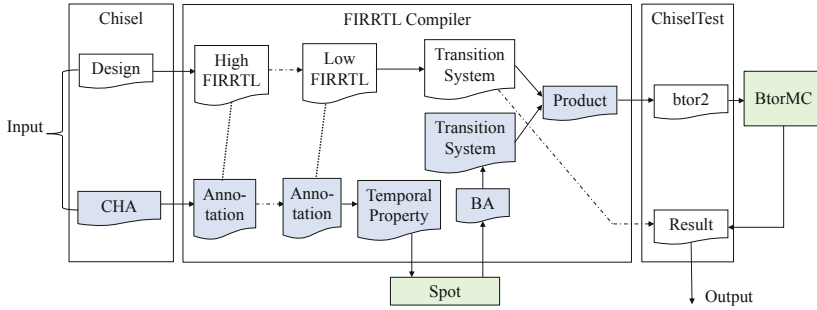 Chisel
FIRRTL Compiler
ChiselTest
Input
Design
High
FIRRTL
Low
FIRRTL
Transition
System
Product
btor2
BtorMC
Transition
System
CHA
Anno-
tation
Anno-
tation
Temporal
Property
BA
Result
Spot
Output